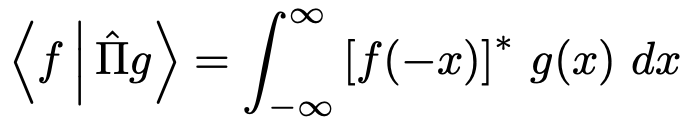 ⟨f | Π̂g⟩ = ∫_{-∞}^{∞} [f(-x)]* g(x) dx